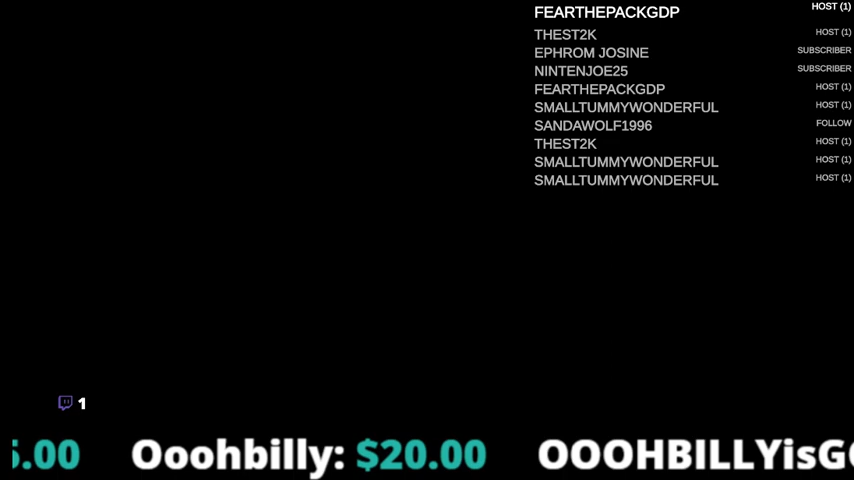 FEARTHEPACKGDP HOST (1)
THEST2K HOST (1)
EPHROM JOSINE SUBSCRIBER
NINTENJOE25 SUBSCRIBER
FEARTHEPACKGDP HOST (1)
SMALLTUMMYWONDERFUL HOST (1)
SANDAWOLF1996 FOLLOW
THEST2K HOST (1)
SMALLTUMMYWONDERFUL HOST (1)
SMALLTUMMYWONDERFUL HOST (1)
1
.00 Ooohbilly: $20.00